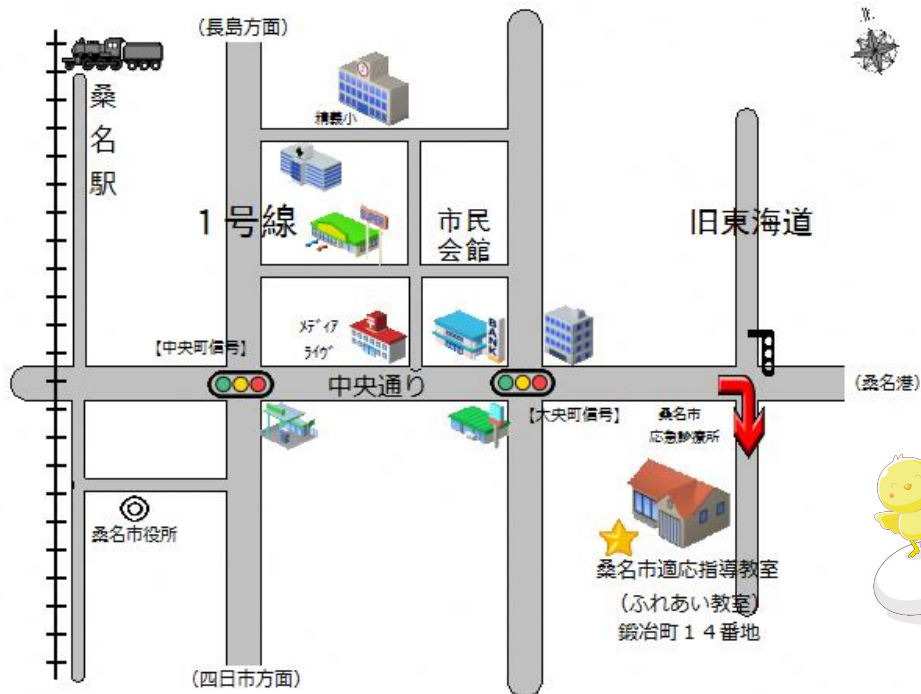 (長島方面)
桑名駅
精義小
1号線
SUPER
市民
会館
旧東海道
メディア
ライヴ
BANK
【中央町信号】
中央通り
(桑名港)
【大央町信号】
桑名市
応急診療所
桑名市役所
桑名市適応指導教室
(ふれあい教室)
鍛冶町14番地
(四日市方面)